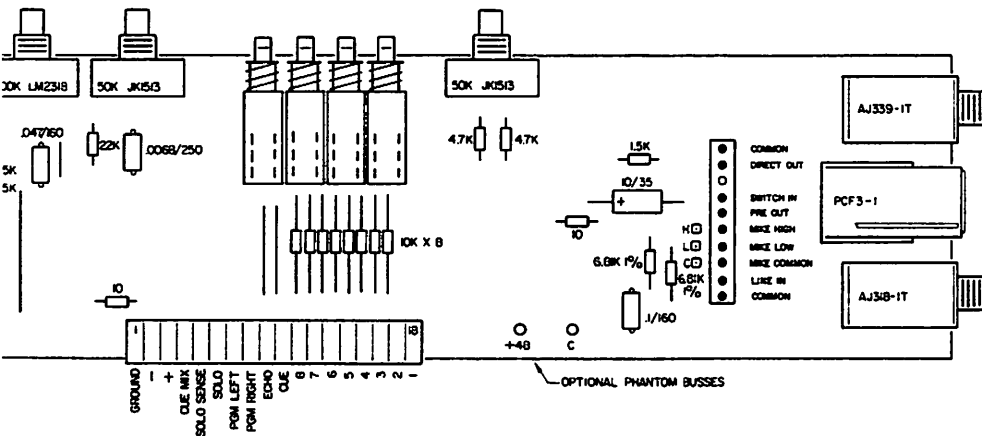 00K LM2318
50K JK1513
50K JK1513
AJ339-1T
.047/160
22K
.0068/250
4.7K
4.7K
1.5K
COMMON
DIRECT OUT
5K
5K
10/35
+
SWITCH IN
PRE OUT
PCF3-1
10
H
MIKE HIGH
10K X 8
L
MIKE LOW
6.81K 1%
C
MIKE COMMON
6.81K
1%
LINE IN
COMMON
AJ318-1T
10
.1/160
1
18
+48
C
GROUND
-
+
CUE MIX
SOLO SENSE
SOLO
PGM LEFT
PGM RIGHT
ECHO
CUE
8
7
6
5
4
3
2
1
OPTIONAL PHANTOM BUSSES